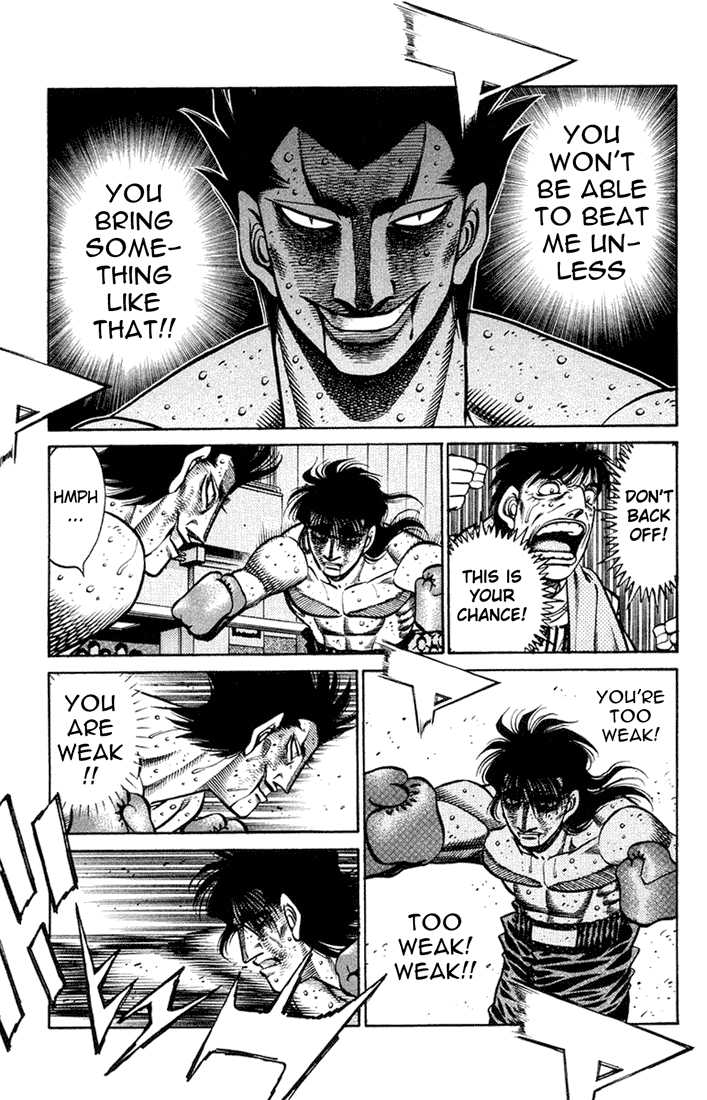 YOU
WON'T
BE ABLE
TO BEAT
ME UN-
LESS
YOU
BRING
SOME-
THING
LIKE
THAT!!
DON'T
BACK
OFF!
THIS IS
YOUR
CHANCE!
HMPH
...
YOU'RE
TOO
WEAK!
TOO
WEAK!
WEAK!!
YOU
ARE
WEAK
!!